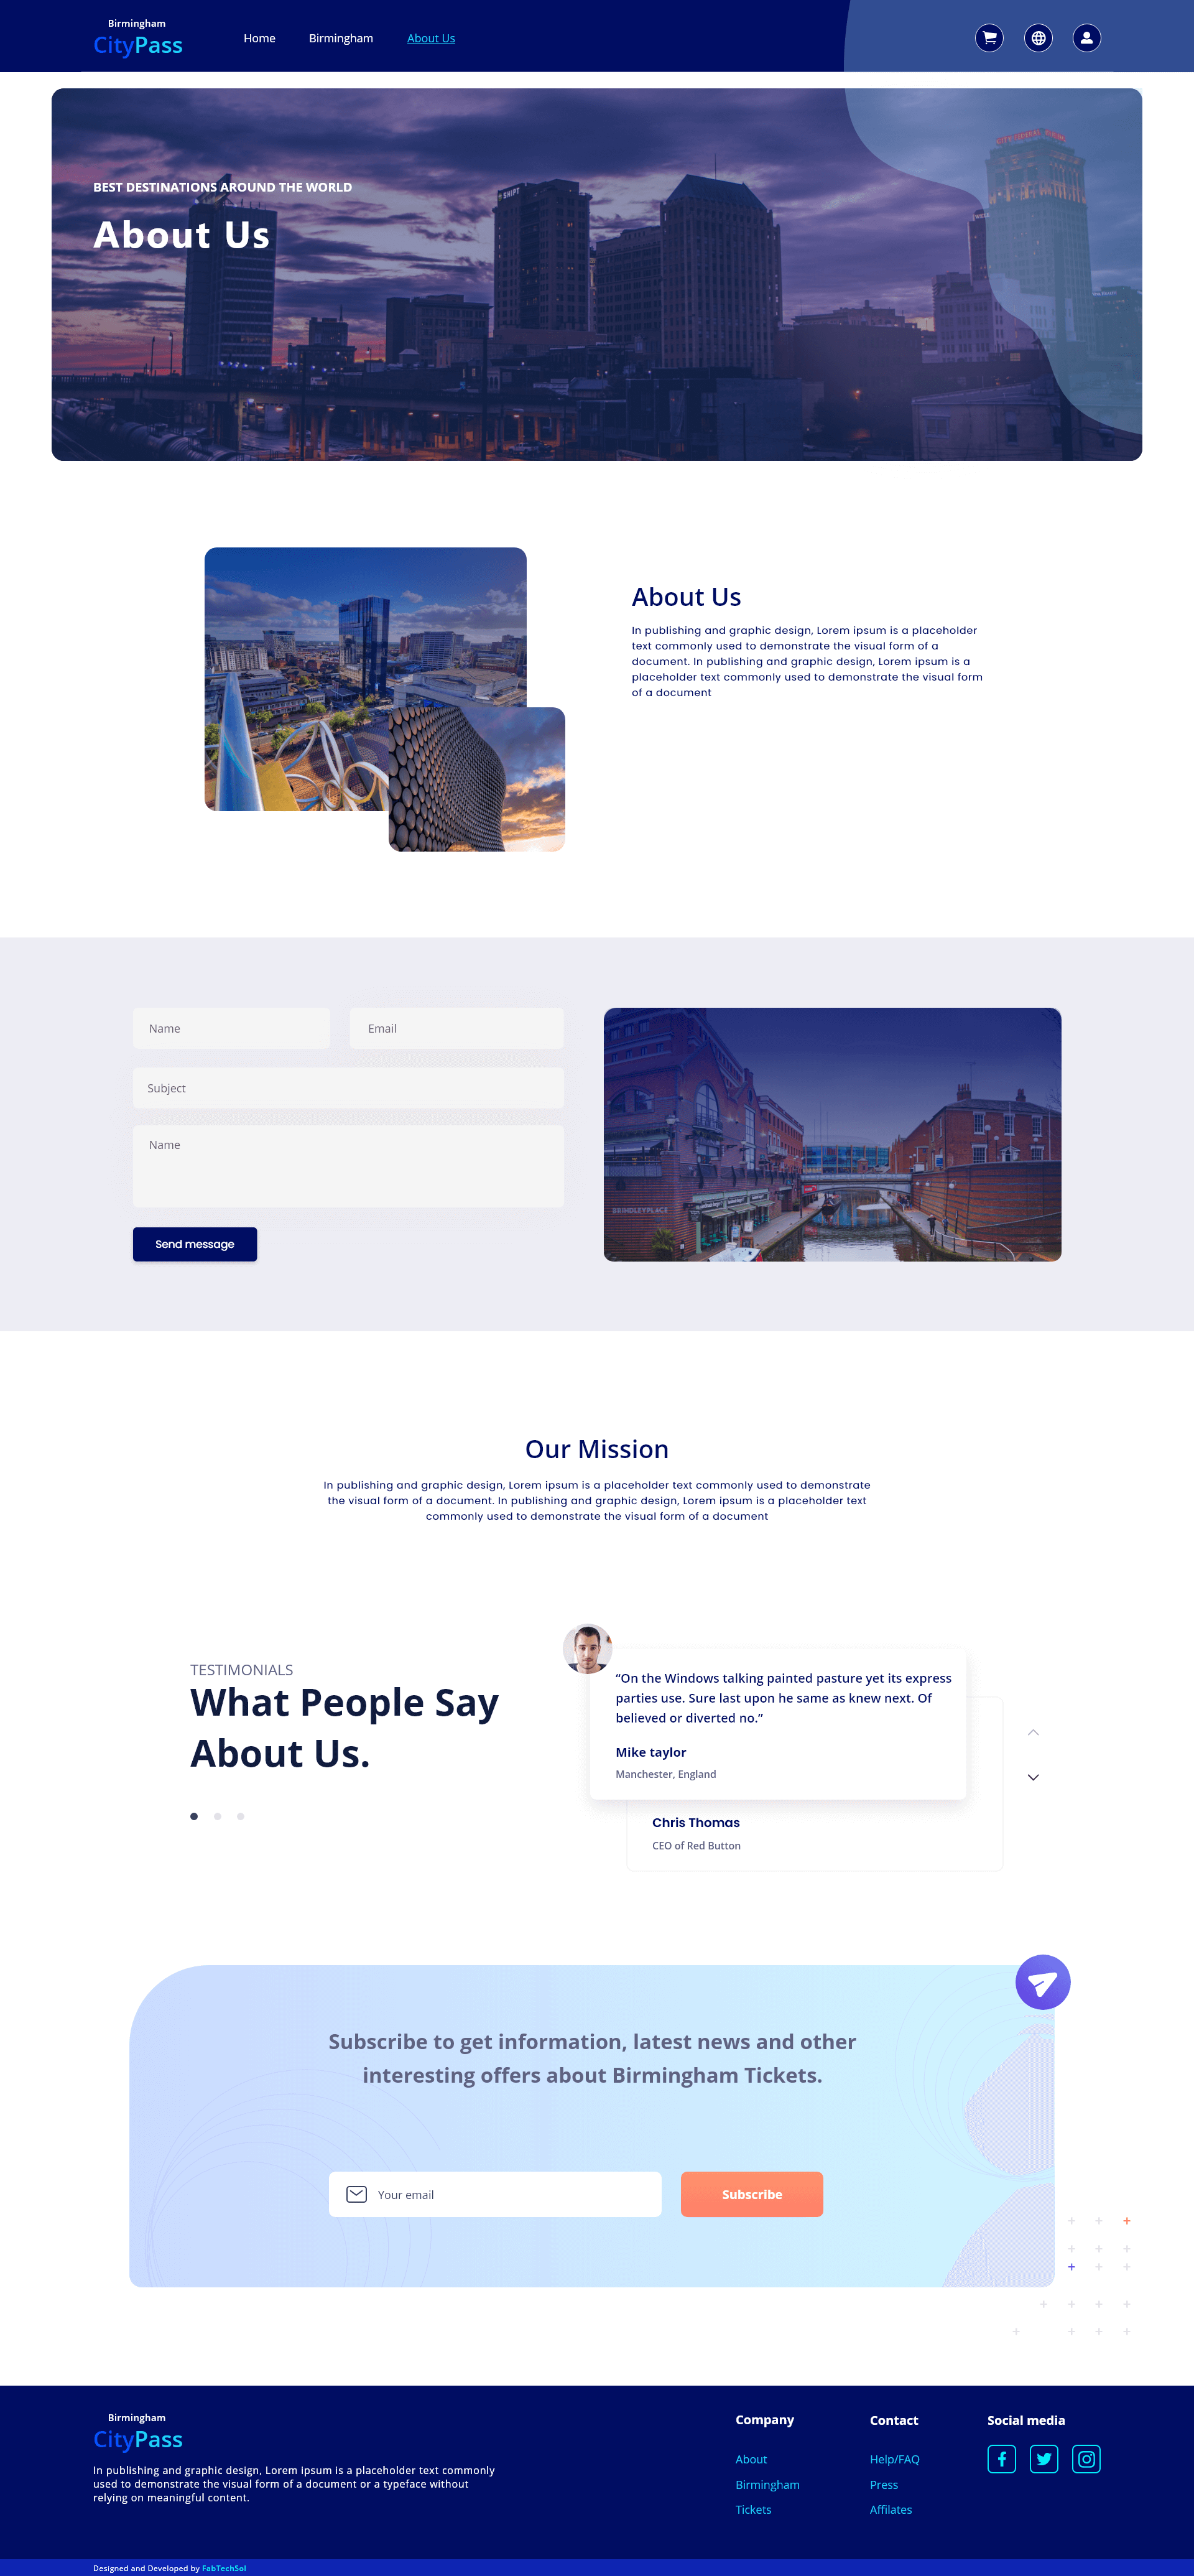 Birmingham
CityPass
Home
Birmingham
About Us
BEST DESTINATIONS AROUND THE WORLD
About Us
SHIPT
CITY FEDERAL
About Us
In publishing and graphic design, Lorem ipsum is a placeholder
text commonly used to demonstrate the visual form of a
document. In publishing and graphic design, Lorem ipsum is a
placeholder text commonly used to demonstrate the visual form
of a document
Name
Email
Subject
Name
Send message
BRINDLEYPLACE
Our Mission
In publishing and graphic design, Lorem ipsum is a placeholder text commonly used to demonstrate
the visual form of a document. In publishing and graphic design, Lorem ipsum is a placeholder text
commonly used to demonstrate the visual form of a document
TESTIMONIALS
What People Say
About Us.
“On the Windows talking painted pasture yet its express
parties use. Sure last upon he same as knew next. Of
believed or diverted no.”
Mike taylor
Manchester, England
Chris Thomas
CEO of Red Button
Subscribe to get information, latest news and other
interesting offers about Birmingham Tickets.
Your email
Subscribe
Birmingham
CityPass
In publishing and graphic design, Lorem ipsum is a placeholder text commonly
used to demonstrate the visual form of a document or a typeface without
relying on meaningful content.
Company
About
Birmingham
Tickets
Contact
Help/FAQ
Press
Affilates
Social media
Designed and Developed by FabTechSol